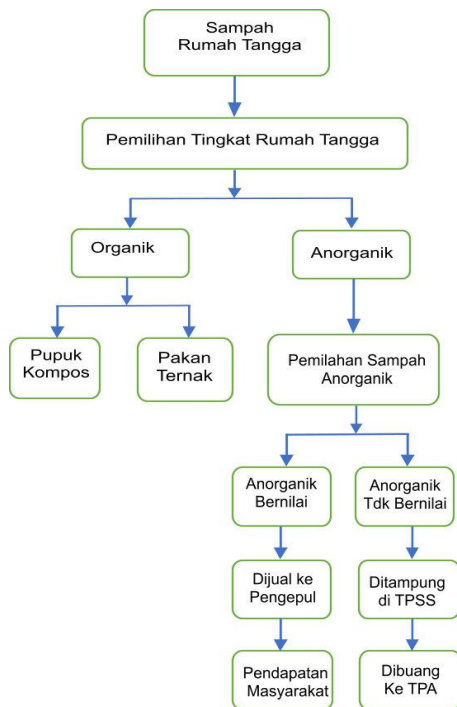 Sampah
Rumah Tangga
Pemilihan Tingkat Rumah Tangga
Organik
Anorganik
Pupuk
Kompos
Pakan
Ternak
Pemilahan Sampah
Anorganik
Anorganik
Bernilai
Anorganik
Tdk Bernilai
Dijual ke
Pengepul
Ditampung
di TPSS
Pendapatan
Masyarakat
Dibuang
Ke TPA